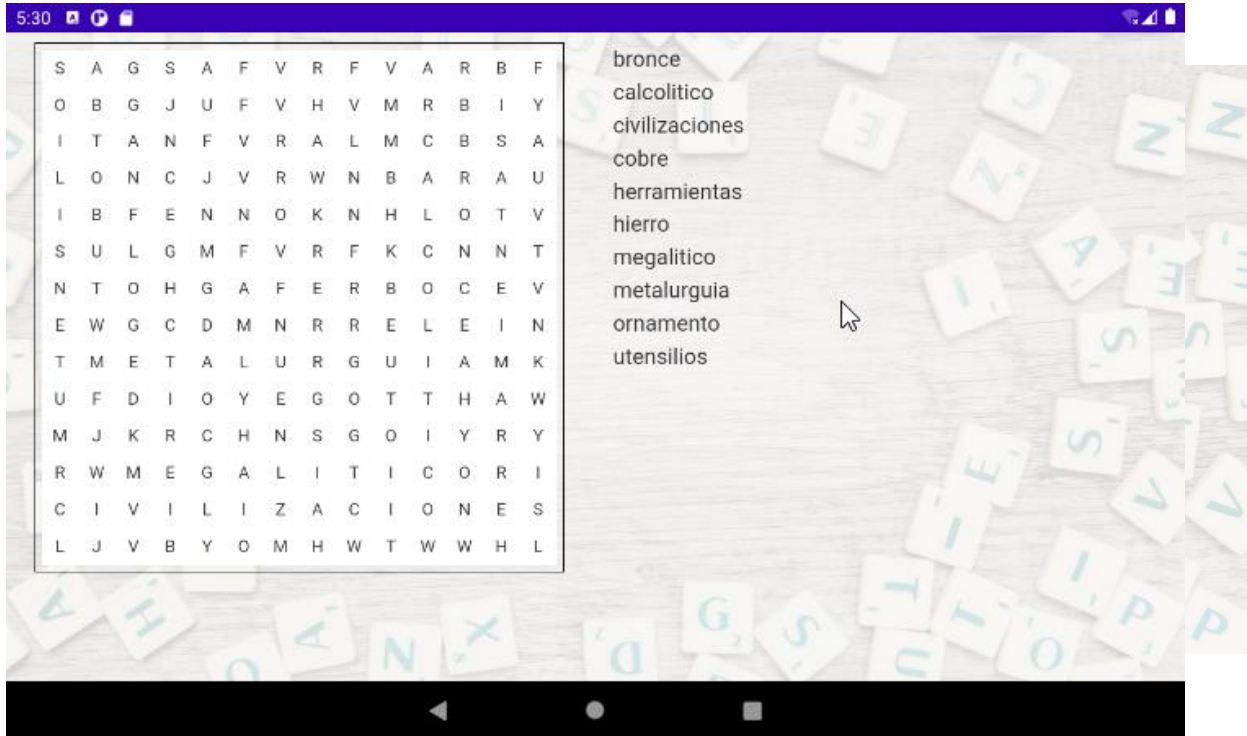 5:30
S A G S A F V R F V A R B F
O B G J U F V H V M R B I Y
I T A N F V R A L M C B S A
L O N C J V R W N B A R A U
I B F E N N O K N H L O T V
S U L G M F V R F K C N N T
N T O H G A F E R B O C E V
E W G C D M N R R E L E I N
T M E T A L U R G U I A M K
U F D I O Y E G O T T H A W
M J K R C H N S G O I Y R Y
R W M E G A L I T I C O R I
C I V I L I Z A C I O N E S
L J V B Y O M H W T W W H L
bronce
calcolitico
civilizaciones
cobre
herramientas
hierro
megalitico
metalurguia
ornamento
utensilios